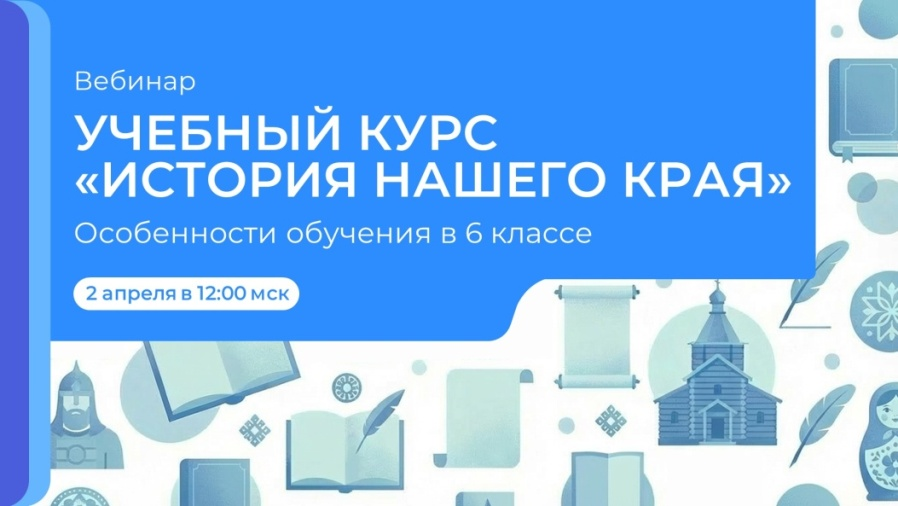 Вебинар
УЧЕБНЫЙ КУРС
«ИСТОРИЯ НАШЕГО КРАЯ»
Особенности обучения в 6 классе
2 апреля в 12:00 мск